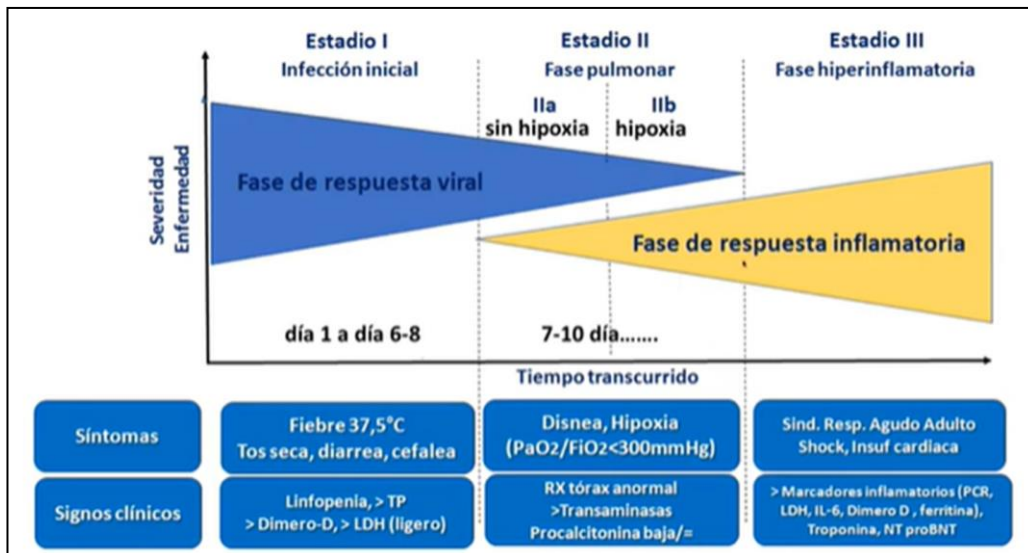 Estadio I
Infección inicial
Estadio II
Fase pulmonar
Estadio III
Fase hiperinflamatoria
IIa
sin hipoxia
IIb
hipoxia
Severidad
Enfermedad
Fase de respuesta viral
Fase de respuesta inflamatoria
día 1 a día 6-8
7-10 día.......
Tiempo transcurrido
Síntomas
Fiebre 37,5°C
Tos seca, diarrea, cefalea
Disnea, Hipoxia
(PaO2/FiO2<300mmHg)
Sind. Resp. Agudo Adulto
Shock, Insuf cardiaca
Signos clínicos
Linfopenia, > TP
> Dimero-D, > LDH (ligero)
RX tórax anormal
>Transaminasas
Procalcitonina baja/=
> Marcadores inflamatorios (PCR,
LDH, IL-6, Dimero D , ferritina),
Troponina, NT proBNT